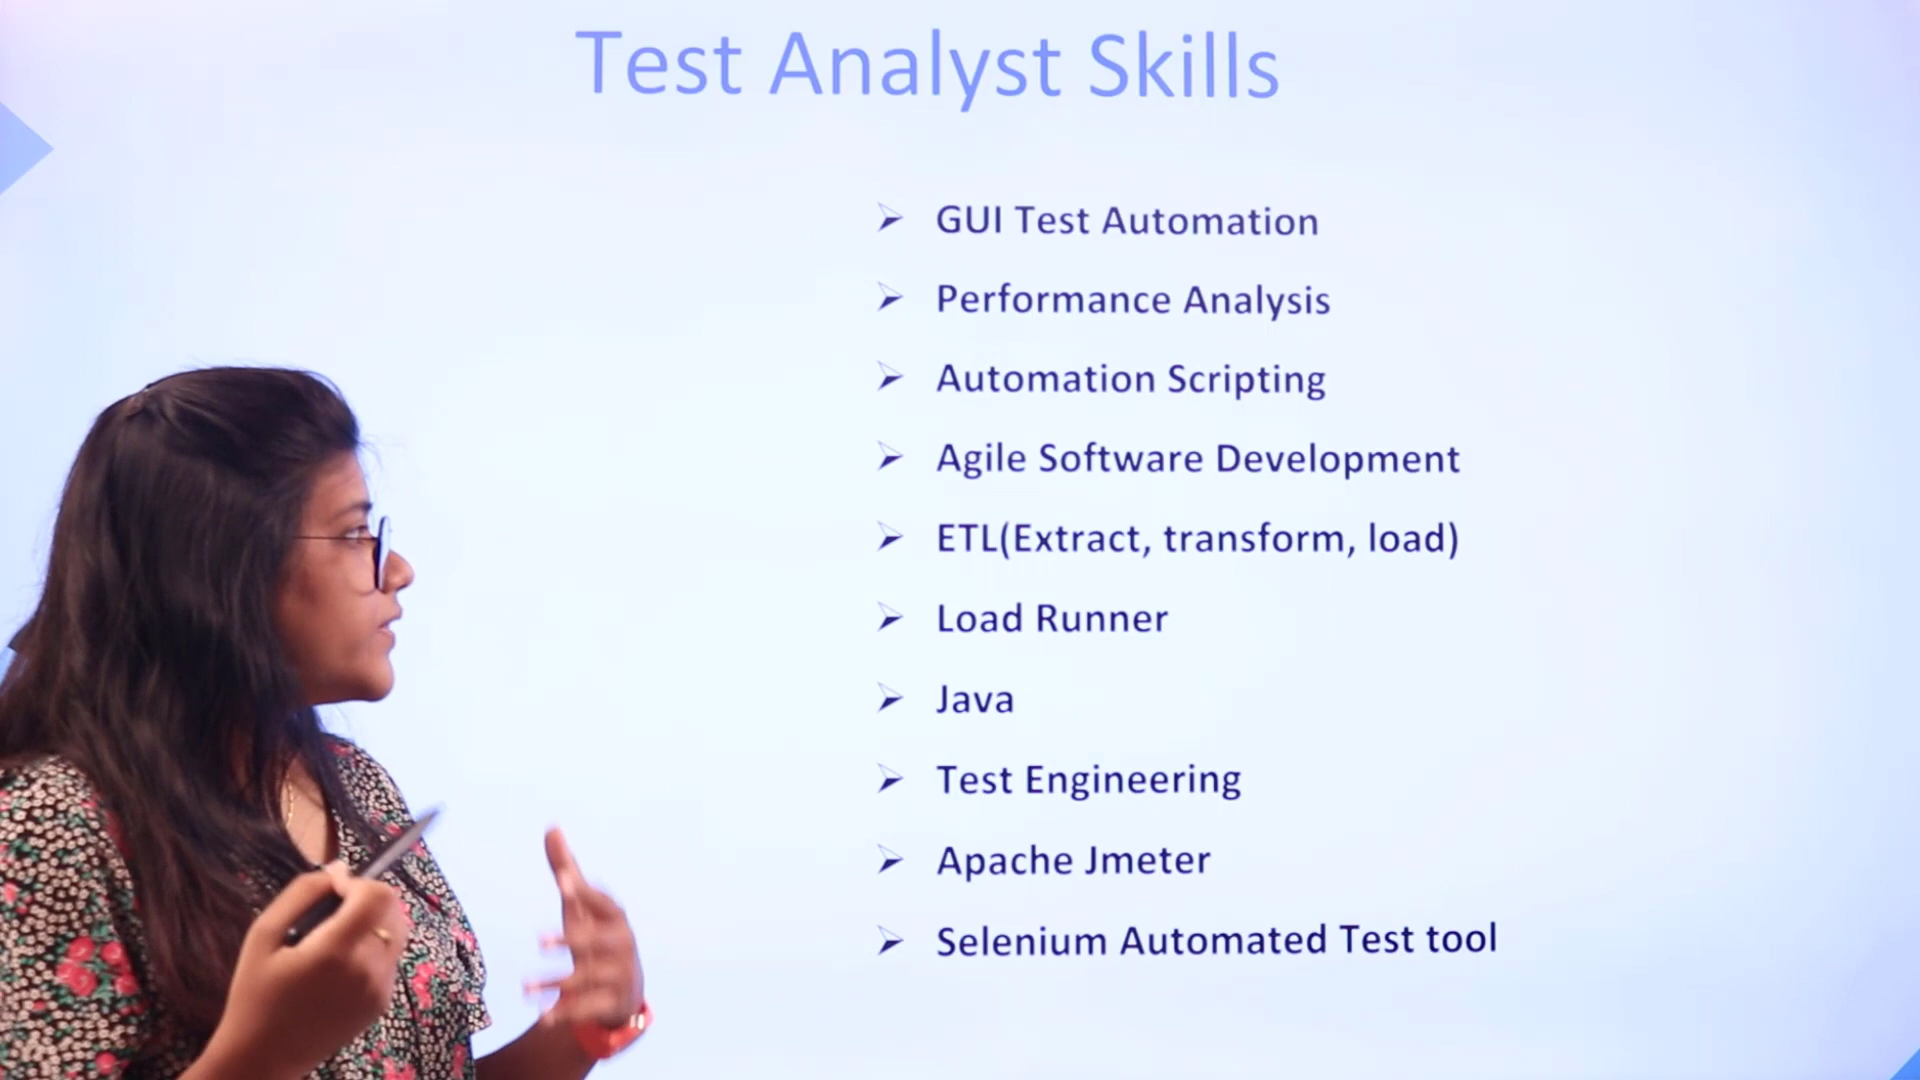 Test Analyst Skills
GUI Test Automation
Performance Analysis
Automation Scripting
Agile Software Development
ETL(Extract, transform, load)
Load Runner
Java
Test Engineering
Apache Jmeter
Selenium Automated Test tool